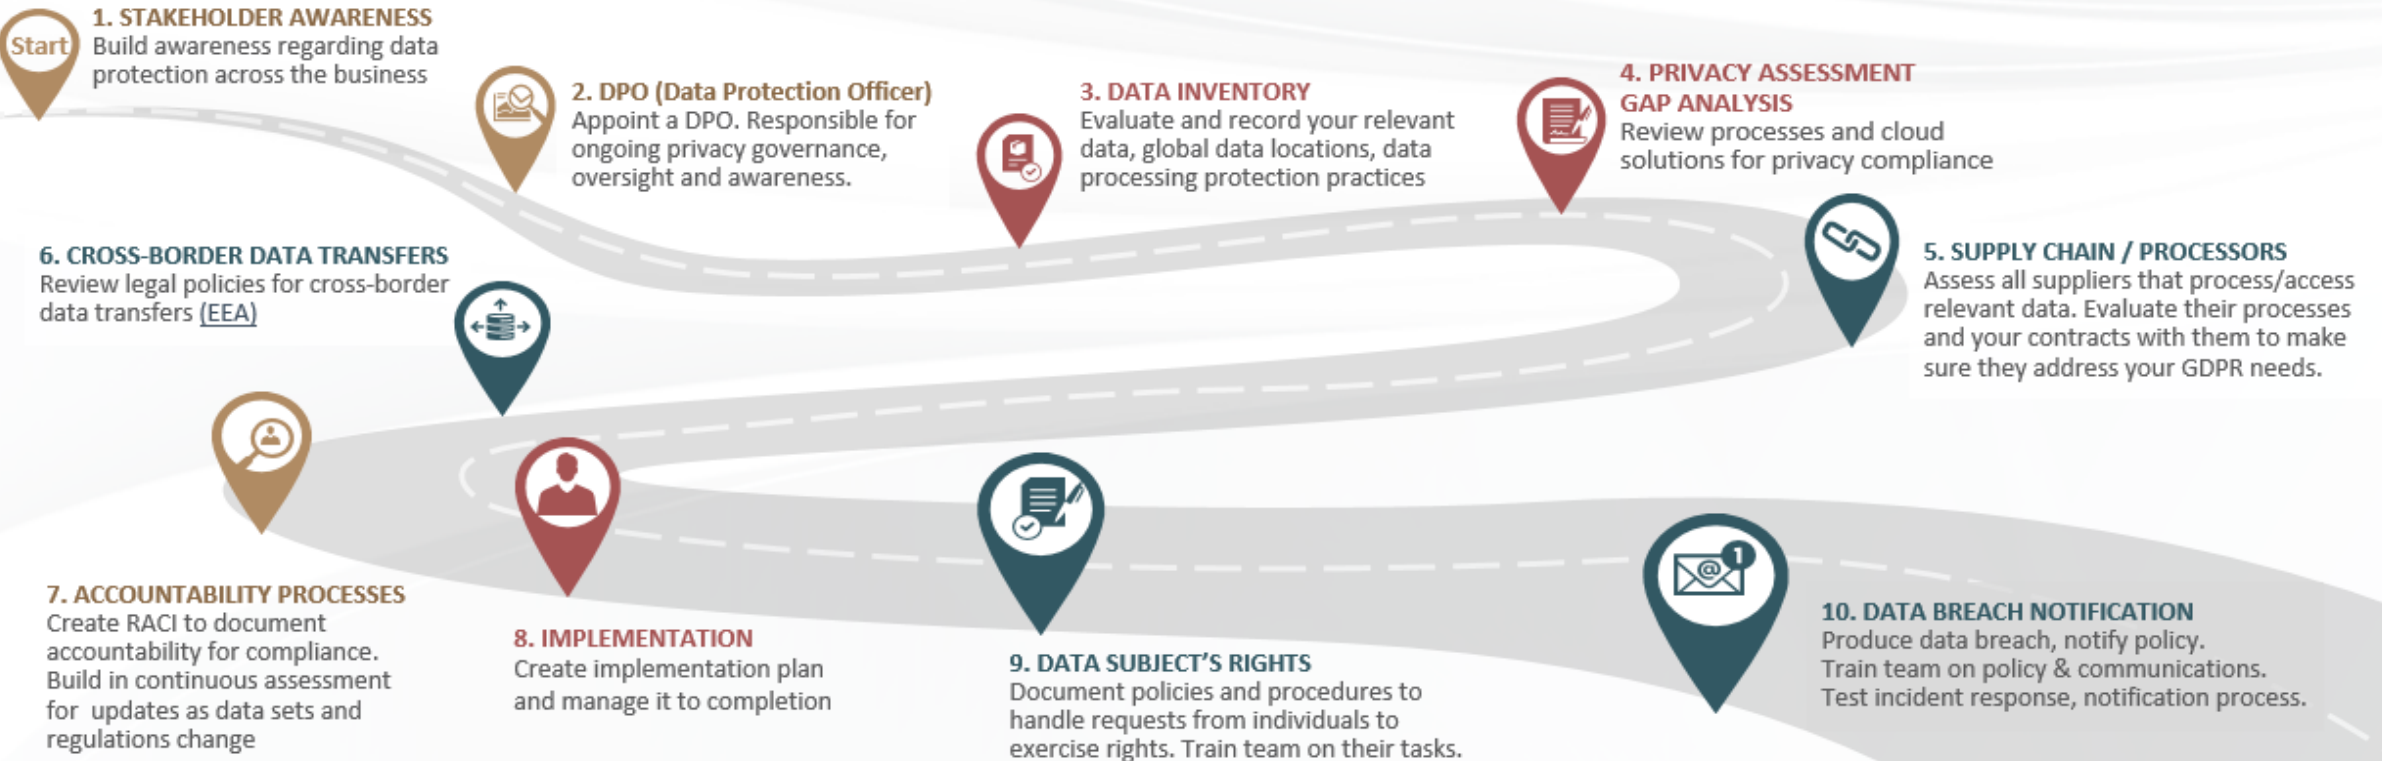 Start
1. STAKEHOLDER AWARENESS
Build awareness regarding data
protection across the business
2. DPO (Data Protection Officer)
Appoint a DPO. Responsible for
ongoing privacy governance,
oversight and awareness.
3. DATA INVENTORY
Evaluate and record your relevant
data, global data locations, data
processing protection practices
4. PRIVACY ASSESSMENT
GAP ANALYSIS
Review processes and cloud
solutions for privacy compliance
5. SUPPLY CHAIN / PROCESSORS
Assess all suppliers that process/access
relevant data. Evaluate their processes
and your contracts with them to make
sure they address your GDPR needs.
6. CROSS-BORDER DATA TRANSFERS
Review legal policies for cross-border
data transfers (EEA)
7. ACCOUNTABILITY PROCESSES
Create RACI to document
accountability for compliance.
Build in continuous assessment
for  updates as data sets and
regulations change
8. IMPLEMENTATION
Create implementation plan
and manage it to completion
9. DATA SUBJECT’S RIGHTS
Document policies and procedures to
handle requests from individuals to
exercise rights. Train team on their tasks.
@
1
10. DATA BREACH NOTIFICATION
Produce data breach, notify policy.
Train team on policy & communications.
Test incident response, notification process.